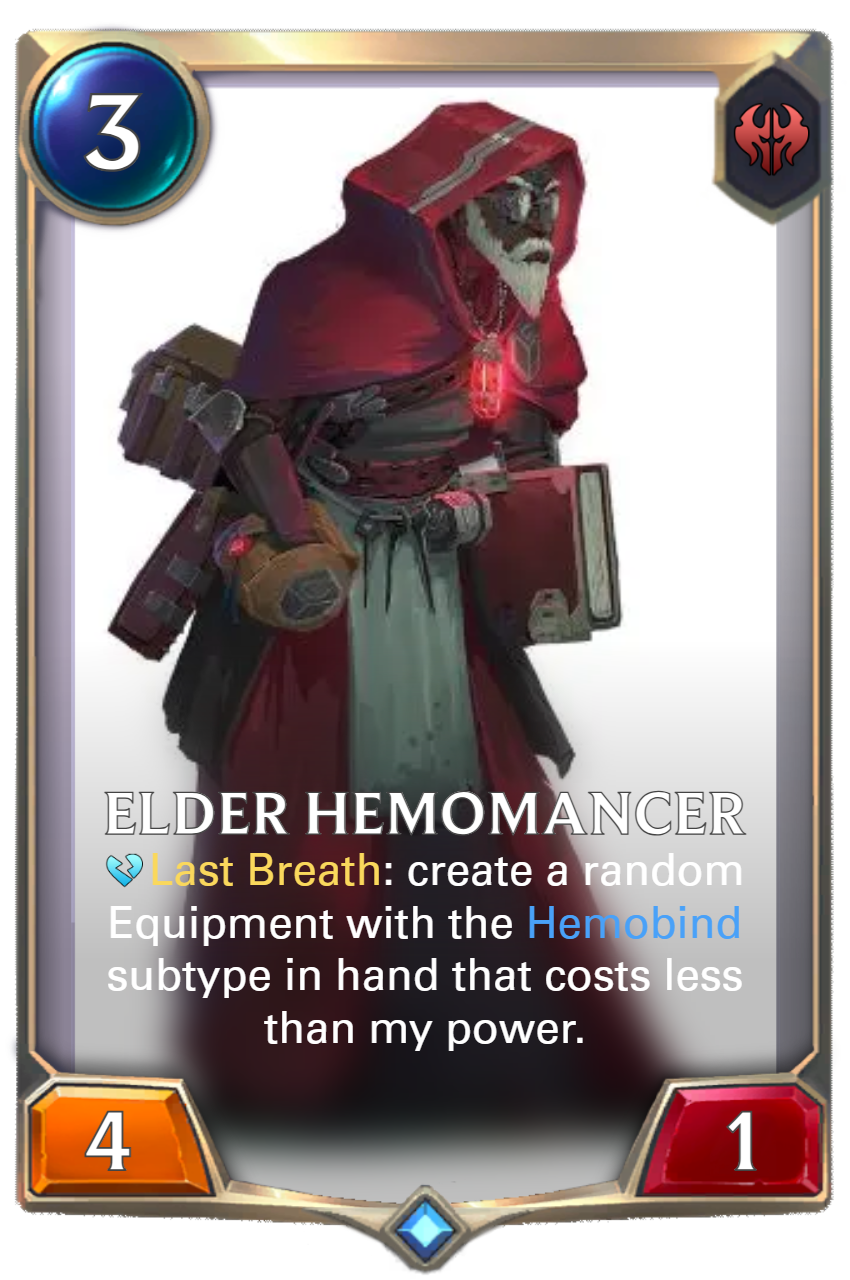 3
ELDER HEMOMANCER
Last Breath: create a random
Equipment with the Hemobind
subtype in hand that costs less
than my power.
4
1